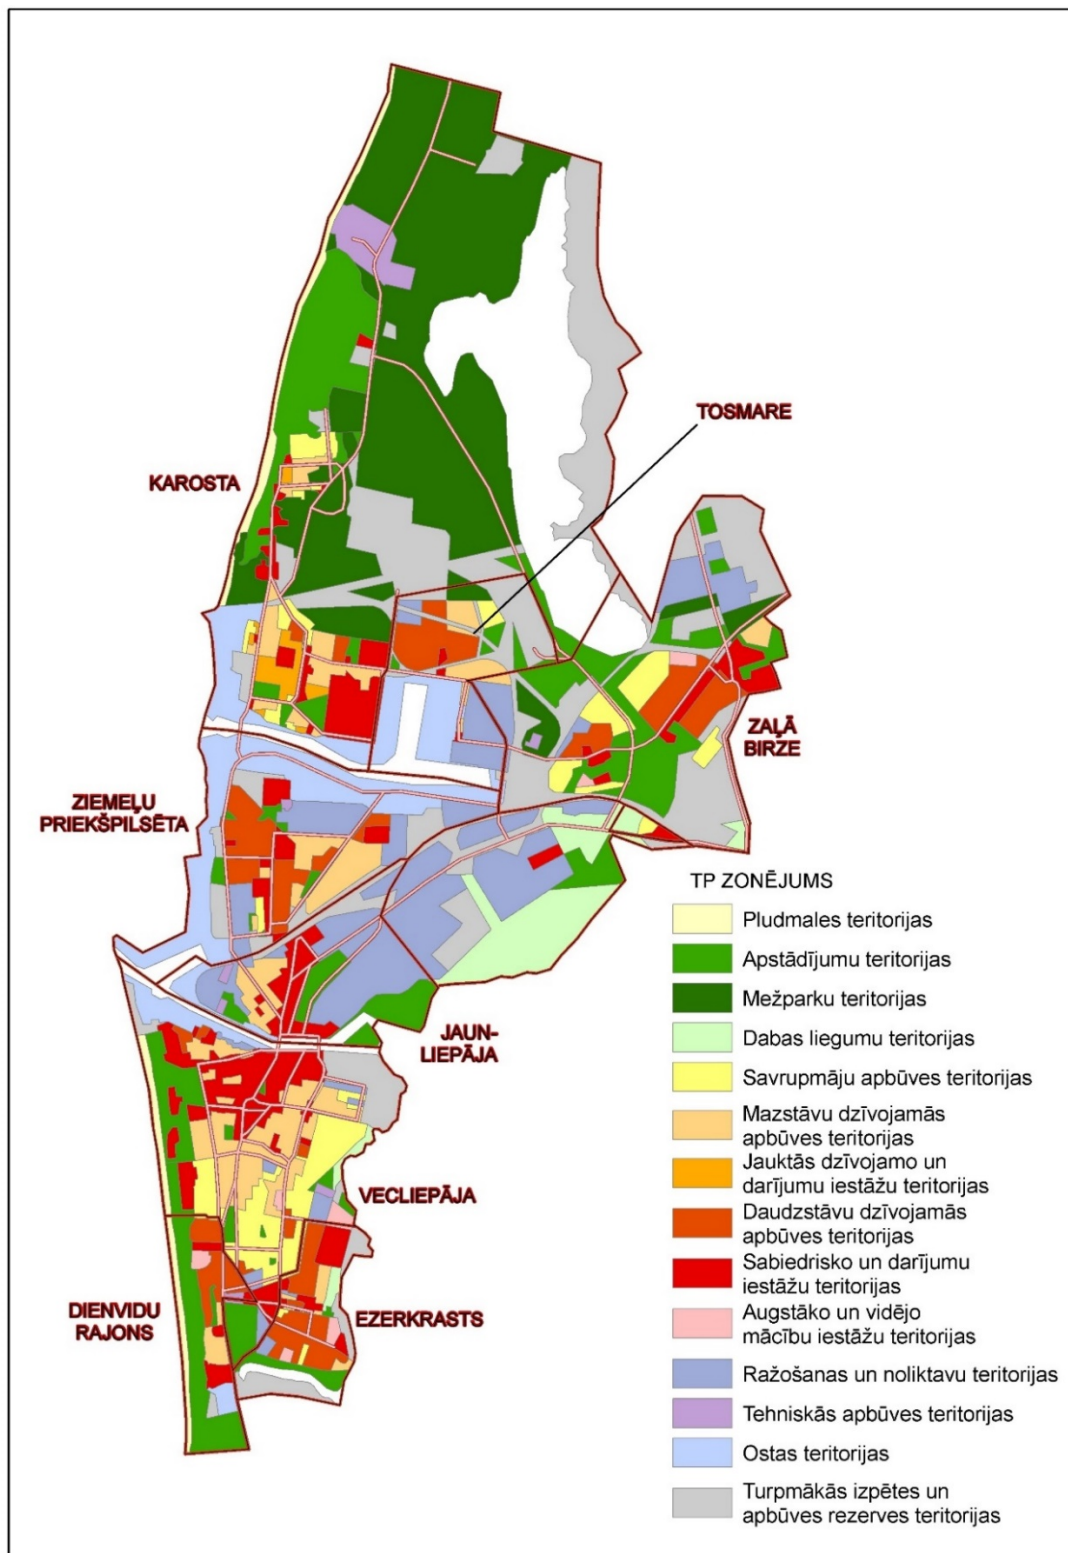 TOSMARE
KAROSTA
ZAĻĀ
BIRZE
ZIEMEĻU
PRIEKŠPILSĒTA
JAUN-
LIEPĀJA
VECLIEPĀJA
DIENVIDU
RAJONS
EZERKRASTS
TP ZONĒJUMS
Pludmales teritorijas
Apstādījumu teritorijas
Mežparku teritorijas
Dabas liegumu teritorijas
Savrupmāju apbūves teritorijas
Mazstāvu dzīvojamās
apbūves teritorijas
Jauktās dzīvojamo un
darījumu iestāžu teritorijas
Daudzstāvu dzīvojamās
apbūves teritorijas
Sabiedrisko un darījumu
iestāžu teritorijas
Augstāko un vidējo
mācību iestāžu teritorijas
Ražošanas un noliktavu teritorijas
Tehniskās apbūves teritorijas
Ostas teritorijas
Turpmākās izpētes un
apbūves rezerves teritorijas